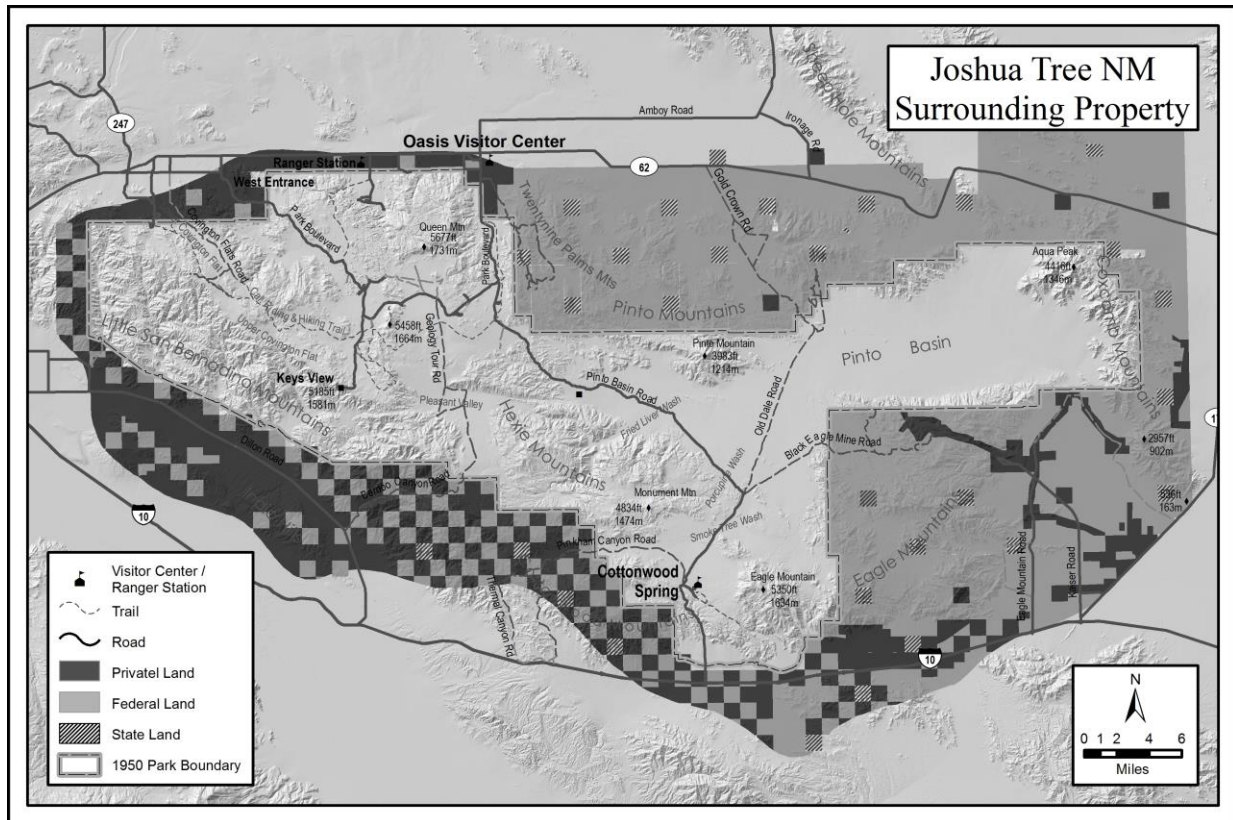 Joshua Tree NM
Surrounding Property
247
Amboy Road
Ironage Rd
Oasis Visitor Center
Ranger Station
62
West Entrance
Gold Crown Rd
Twentynine Palms Mts
Park Boulevard
Covington Flats Road
Covington Flat
Queen Mtn
5677ft
1731m
Park Boulevard
Aqua Peak
4416ft
1346m
Coxcomb Mountains
Cali Riding & Hiking Trail
Pinto Mountains
5458ft
1664m
Upper Covington Flat
Geology Tour Rd
Little San Bernadino Mountains
Pinto Mountain
3983ft
1214m
Pinto Basin
Keys View
5185ft
1581m
Pinto Basin Road
Old Dale Road
Pleasant Valley
Hexie Mountains
Fried Liver Wash
Dillon Road
Black Eagle Mine Road
2957ft
902m
Porcupine Wash
Monument Mtn
4834ft
1474m
536ft
163m
10
Smoke Tree Wash
Eagle Mountains
Pinkham Canyon Road
Cottonwood
Spring
Eagle Mountain
5350ft
1634m
Eagle Mountain Road
Kaiser Road
Thermal Canyon Rd
10
Visitor Center /
Ranger Station
Trail
Road
Privatel Land
Federal Land
State Land
1950 Park Boundary
N
0 1 2 4 6
Miles